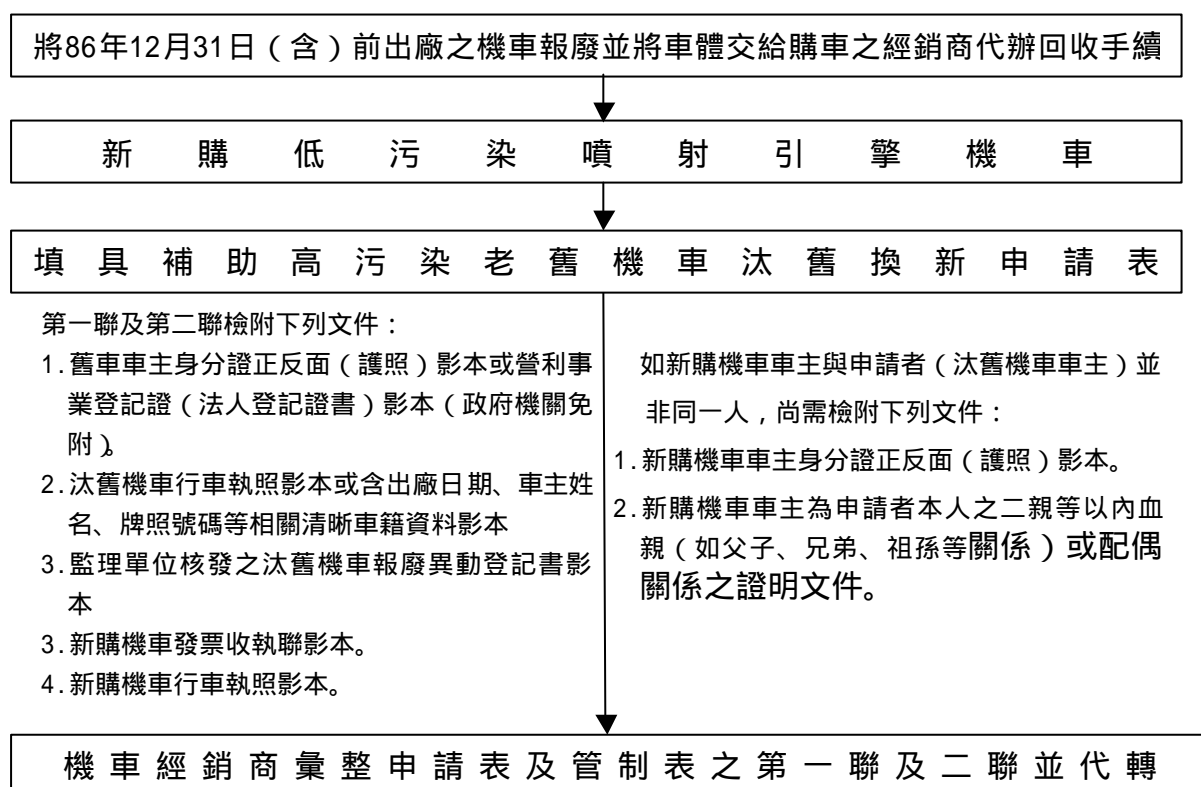 將86年12月31日（含）前出廠之機車報廢並將車體交給購車之經銷商代辦回收手續
新購低污染噴射引擎機車
填具補助高污染老舊機車汰舊換新申請表
第一聯及第二聯檢附下列文件：
1.舊車車主身分證正反面（護照）影本或營利事
業登記證（法人登記證書）影本（政府機關免
附）。
2.汰舊機車行車執照影本或含出廠日期、車主姓
名、牌照號碼等相關清晰車籍資料影本
3.監理單位核發之汰舊機車報廢異動登記書影
本
3.新購機車發票收執聯影本。
4.新購機車行車執照影本。
如新購機車車主與申請者（汰舊機車車主）並
非同一人，尚需檢附下列文件：
1.新購機車車主身分證正反面（護照）影本。
2.新購機車車主為申請者本人之二親等以內血
親（如父子、兄弟、祖孫等關係）或配偶
關係之證明文件。
機車經銷商彙整申請表及管制表之第一聯及二聯並代轉